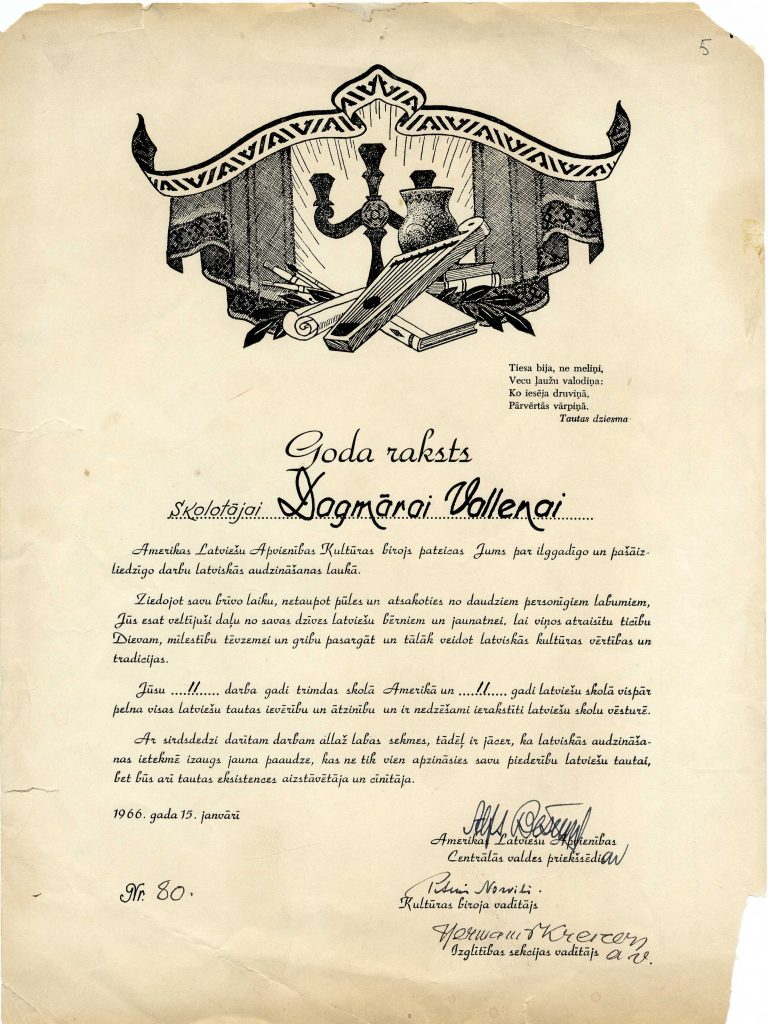 5
Tiesa bija, ne meliņi,
Vecu ļaužu valodiņa:
Ko iesēja druviņā,
Pārvērtās vārpiņā.
Tautas dziesma
Goda raksts
Skolotājai Dagmārai Vallenai
Amerikas Latviešu Apvienības Kultūras birojs pateicas Jums par ilggadīgo un pašaiz-
liedzīgo darbu latviskās audzināšanas laukā.
Ziedojot savu brīvo laiku, netaupot pūles un atsakoties no daudziem personīgiem labumiem,
Jūs esat veltījuši daļu no savas dzīves latviešu bērniem un jaunatnei, lai viņos atraisītu ticību
Dievam, mīlestību tēvzemei un gribu pasargāt un tālāk veidot latviskās kultūras vērtības un
tradicijas.
Jūsu ....11.... darba gadi trimdas skolā Amerikā un ....11.... gadi latviešu skolā vispār
pelna visas latviešu tautas ievērību un atzinību un ir nedzēšami ierakstīti latviešu skolu vēsturē.
Ar sirdsdedzi darītam darbam allaž labas sekmes, tādēļ ir jācer, ka latviskās audzināša-
nas ietekmē izaugs jauna paaudze, kas ne tik vien apzināsies savu piederību latviešu tautai,
bet būs arī tautas eksistences aizstāvētāja un cīnītāja.
1966. gada 15. janvārī
Amerikas Latviešu Apvienības
Centrālās valdes priekšsēdis
Nr. 80.
Kultūras biroja vadītājs
Izglītības sekcijas vadītājs a.v.